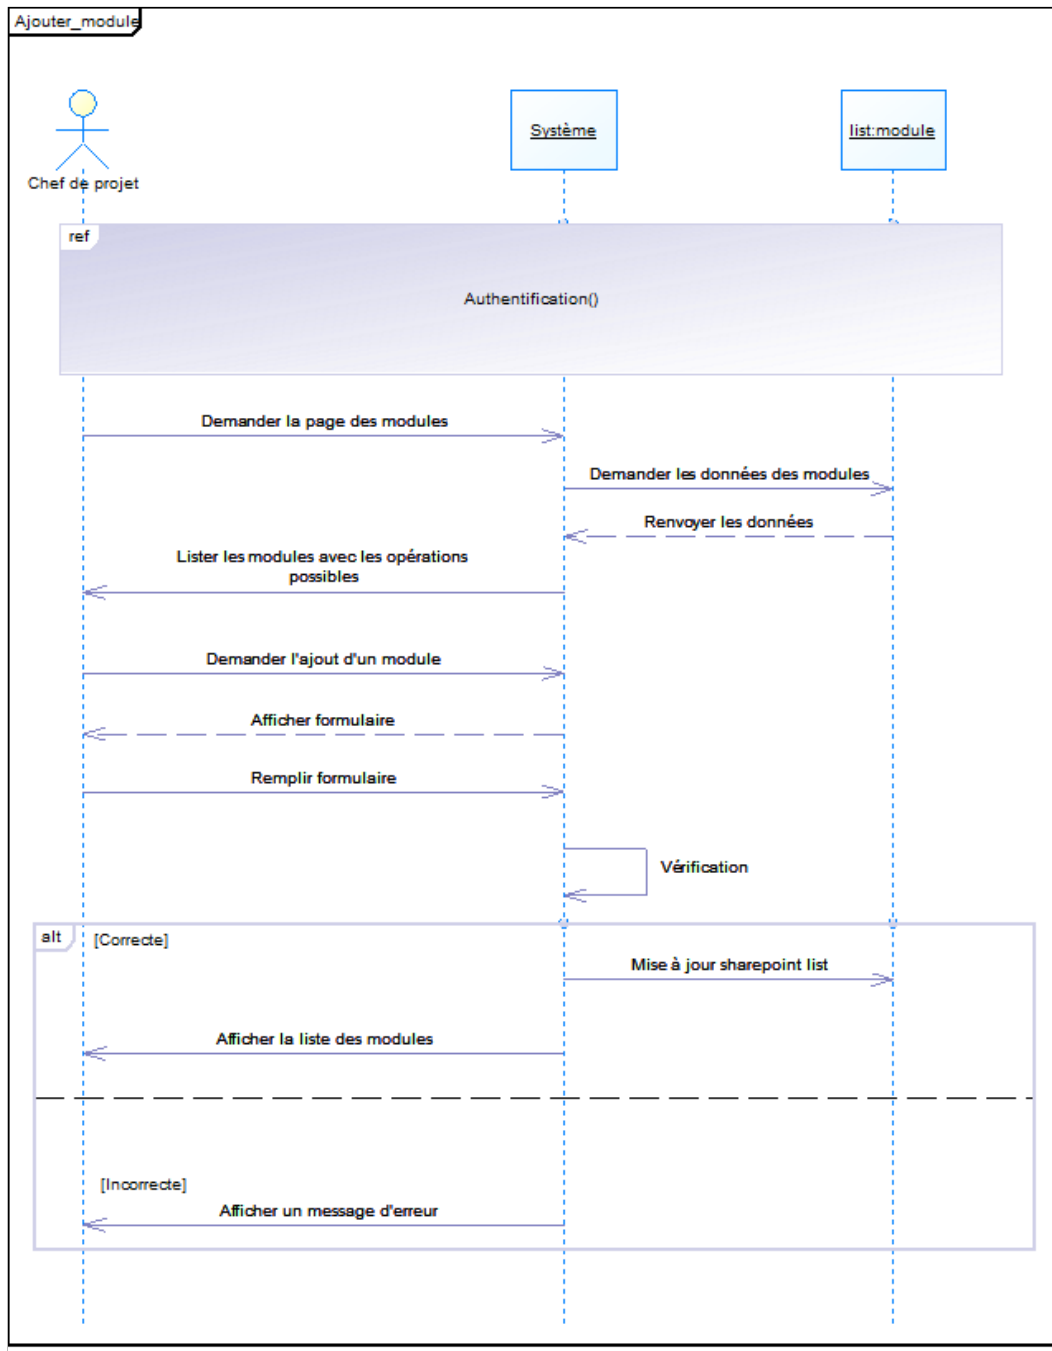 Ajouter_module
Chef de projet
Système
list:module
ref
Authentification()
Demander la page des modules
Demander les données des modules
Renvoyer les données
Lister les modules avec les opérations
possibles
Demander l'ajout d'un module
Afficher formulaire
Remplir formulaire
Vérification
alt
[Correcte]
Mise à jour sharepoint list
Afficher la liste des modules
[Incorrecte]
Afficher un message d'erreur